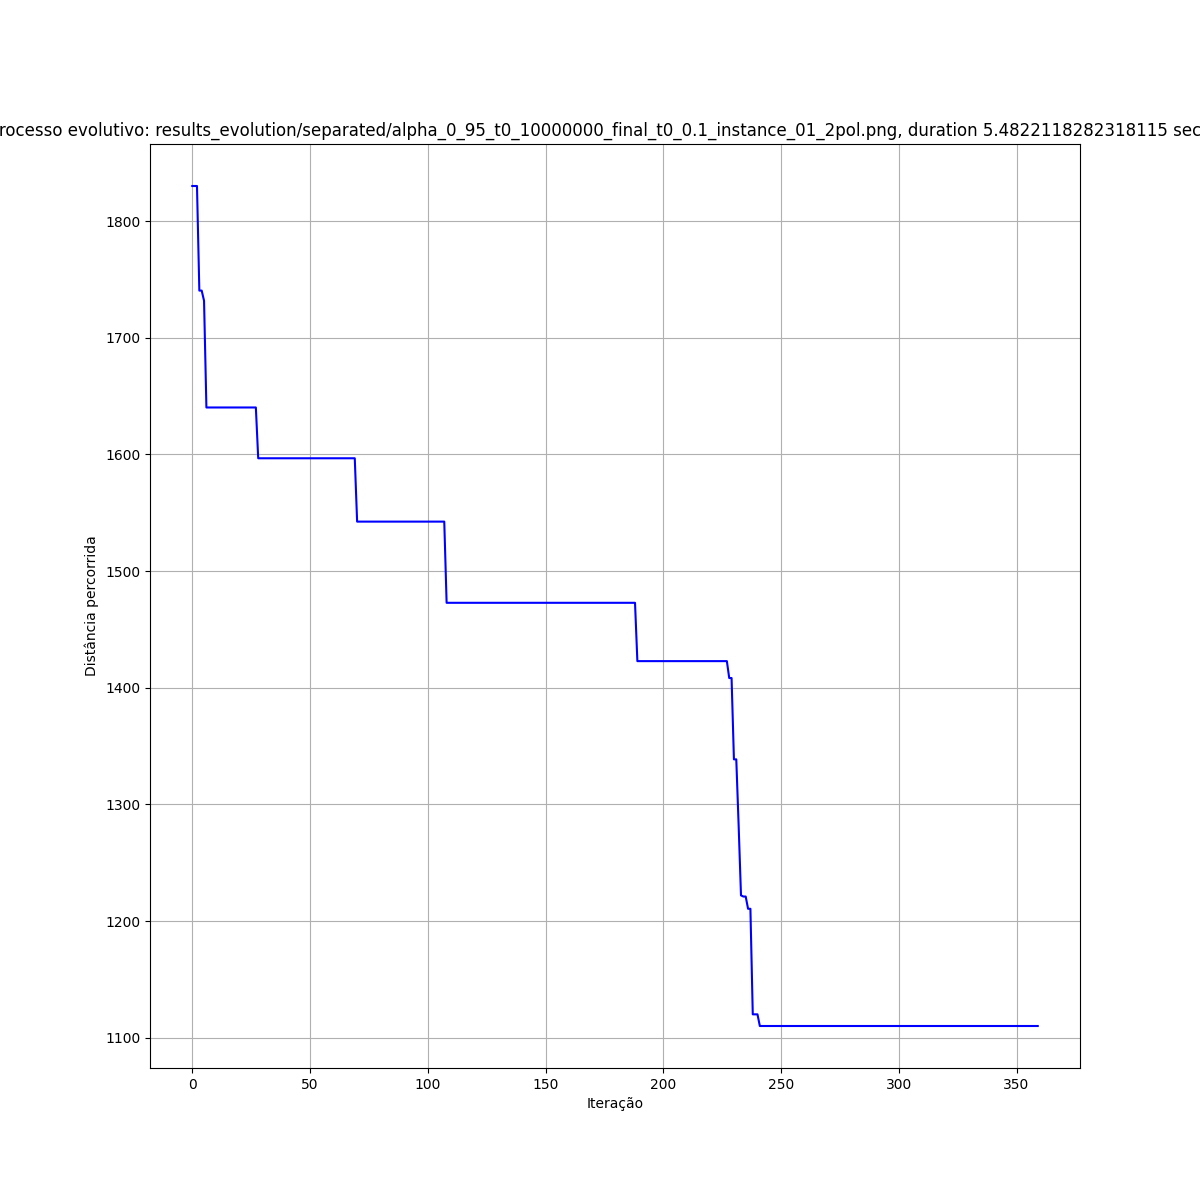 rocesso evolutivo: results_evolution/separated/alpha_0_95_t0_10000000_final_t0_0.1_instance_01_2pol.png, duration 5.4822118282318115 sec
1800
1700
1600
1500
1400
1300
1200
1100
Distância percorrida
0 50 100 150 200 250 300 350
Iteração